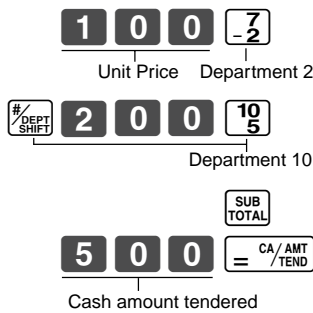 1 0 0 7 -2
Unit Price Department 2
#/DEPT SHIFT 2 0 0 10 5
Department 10
SUB TOTAL
5 0 0 = CA/AMT TEND
Cash amount tendered